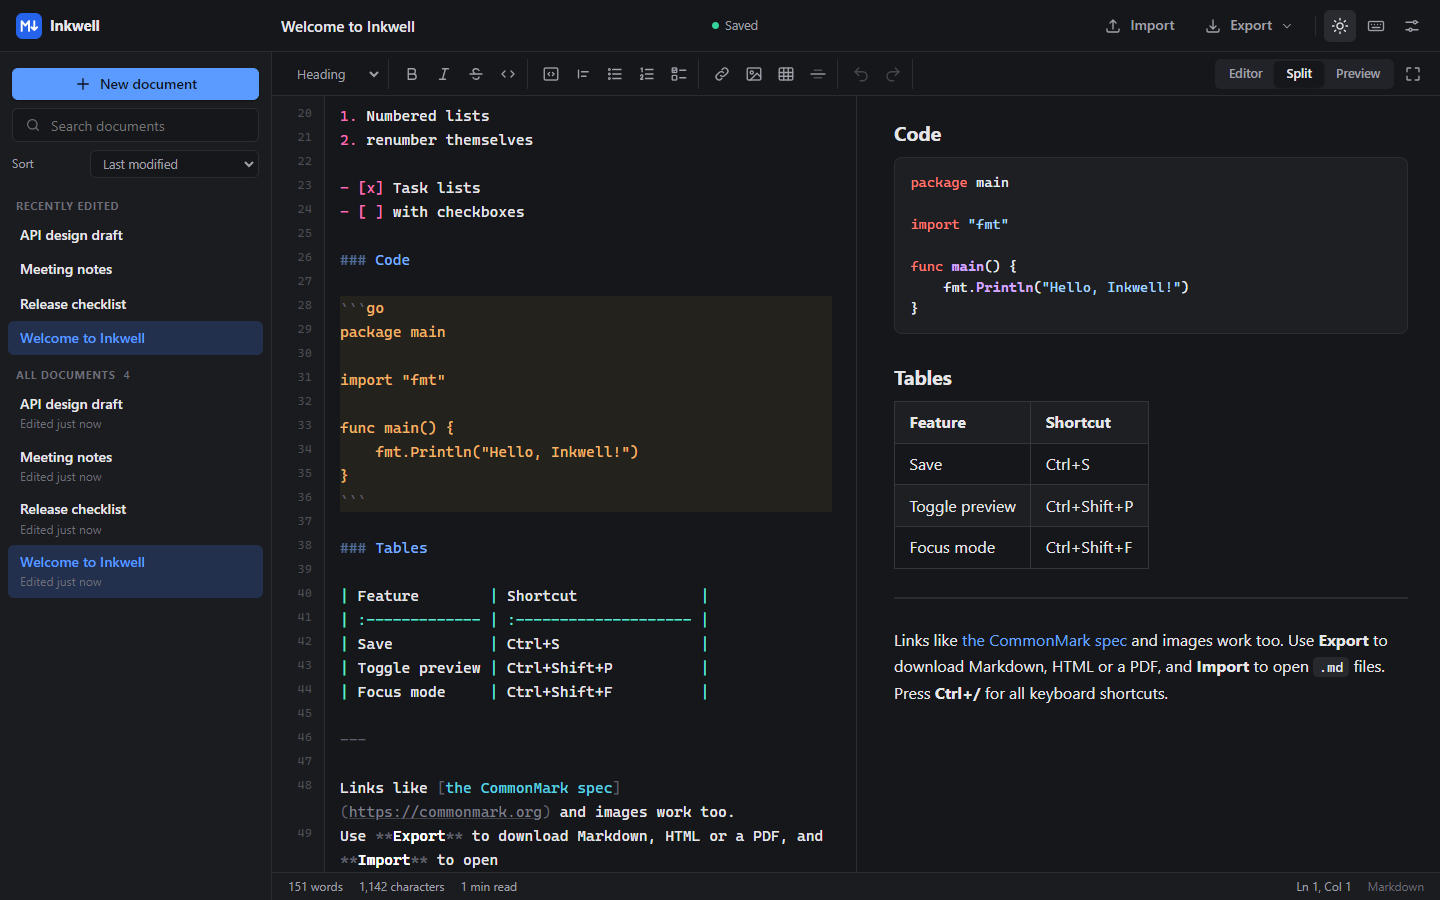 M↓ Inkwell
Welcome to Inkwell
Saved
Import
Export
New document
Search documents
Sort
Last modified
RECENTLY EDITED
API design draft
Meeting notes
Release checklist
Welcome to Inkwell
ALL DOCUMENTS 4
API design draft
Edited just now
Meeting notes
Edited just now
Release checklist
Edited just now
Welcome to Inkwell
Edited just now
Heading
Editor
Split
Preview
20 1. Numbered lists
21 2. renumber themselves
22
23 - [x] Task lists
24 - [ ] with checkboxes
25
26 ### Code
27
28 ```go
29 package main
30
31 import "fmt"
32
33 func main() {
34 fmt.Println("Hello, Inkwell!")
35 }
36 ```
37
38 ### Tables
39
40 | Feature | Shortcut |
41 | :------------- | :-------------------- |
42 | Save | Ctrl+S |
43 | Toggle preview | Ctrl+Shift+P |
44 | Focus mode | Ctrl+Shift+F |
45
46 ---
47
48 Links like [the CommonMark spec]
(https://commonmark.org) and images work too.
49 Use **Export** to download Markdown, HTML or a PDF, and
**Import** to open
Code
package main
import "fmt"
func main() {
fmt.Println("Hello, Inkwell!")
}
Tables
Feature Shortcut
Save Ctrl+S
Toggle preview Ctrl+Shift+P
Focus mode Ctrl+Shift+F
Links like the CommonMark spec and images work too. Use Export to
download Markdown, HTML or a PDF, and Import to open .md files.
Press Ctrl+/ for all keyboard shortcuts.
151 words
1,142 characters
1 min read
Ln 1, Col 1
Markdown